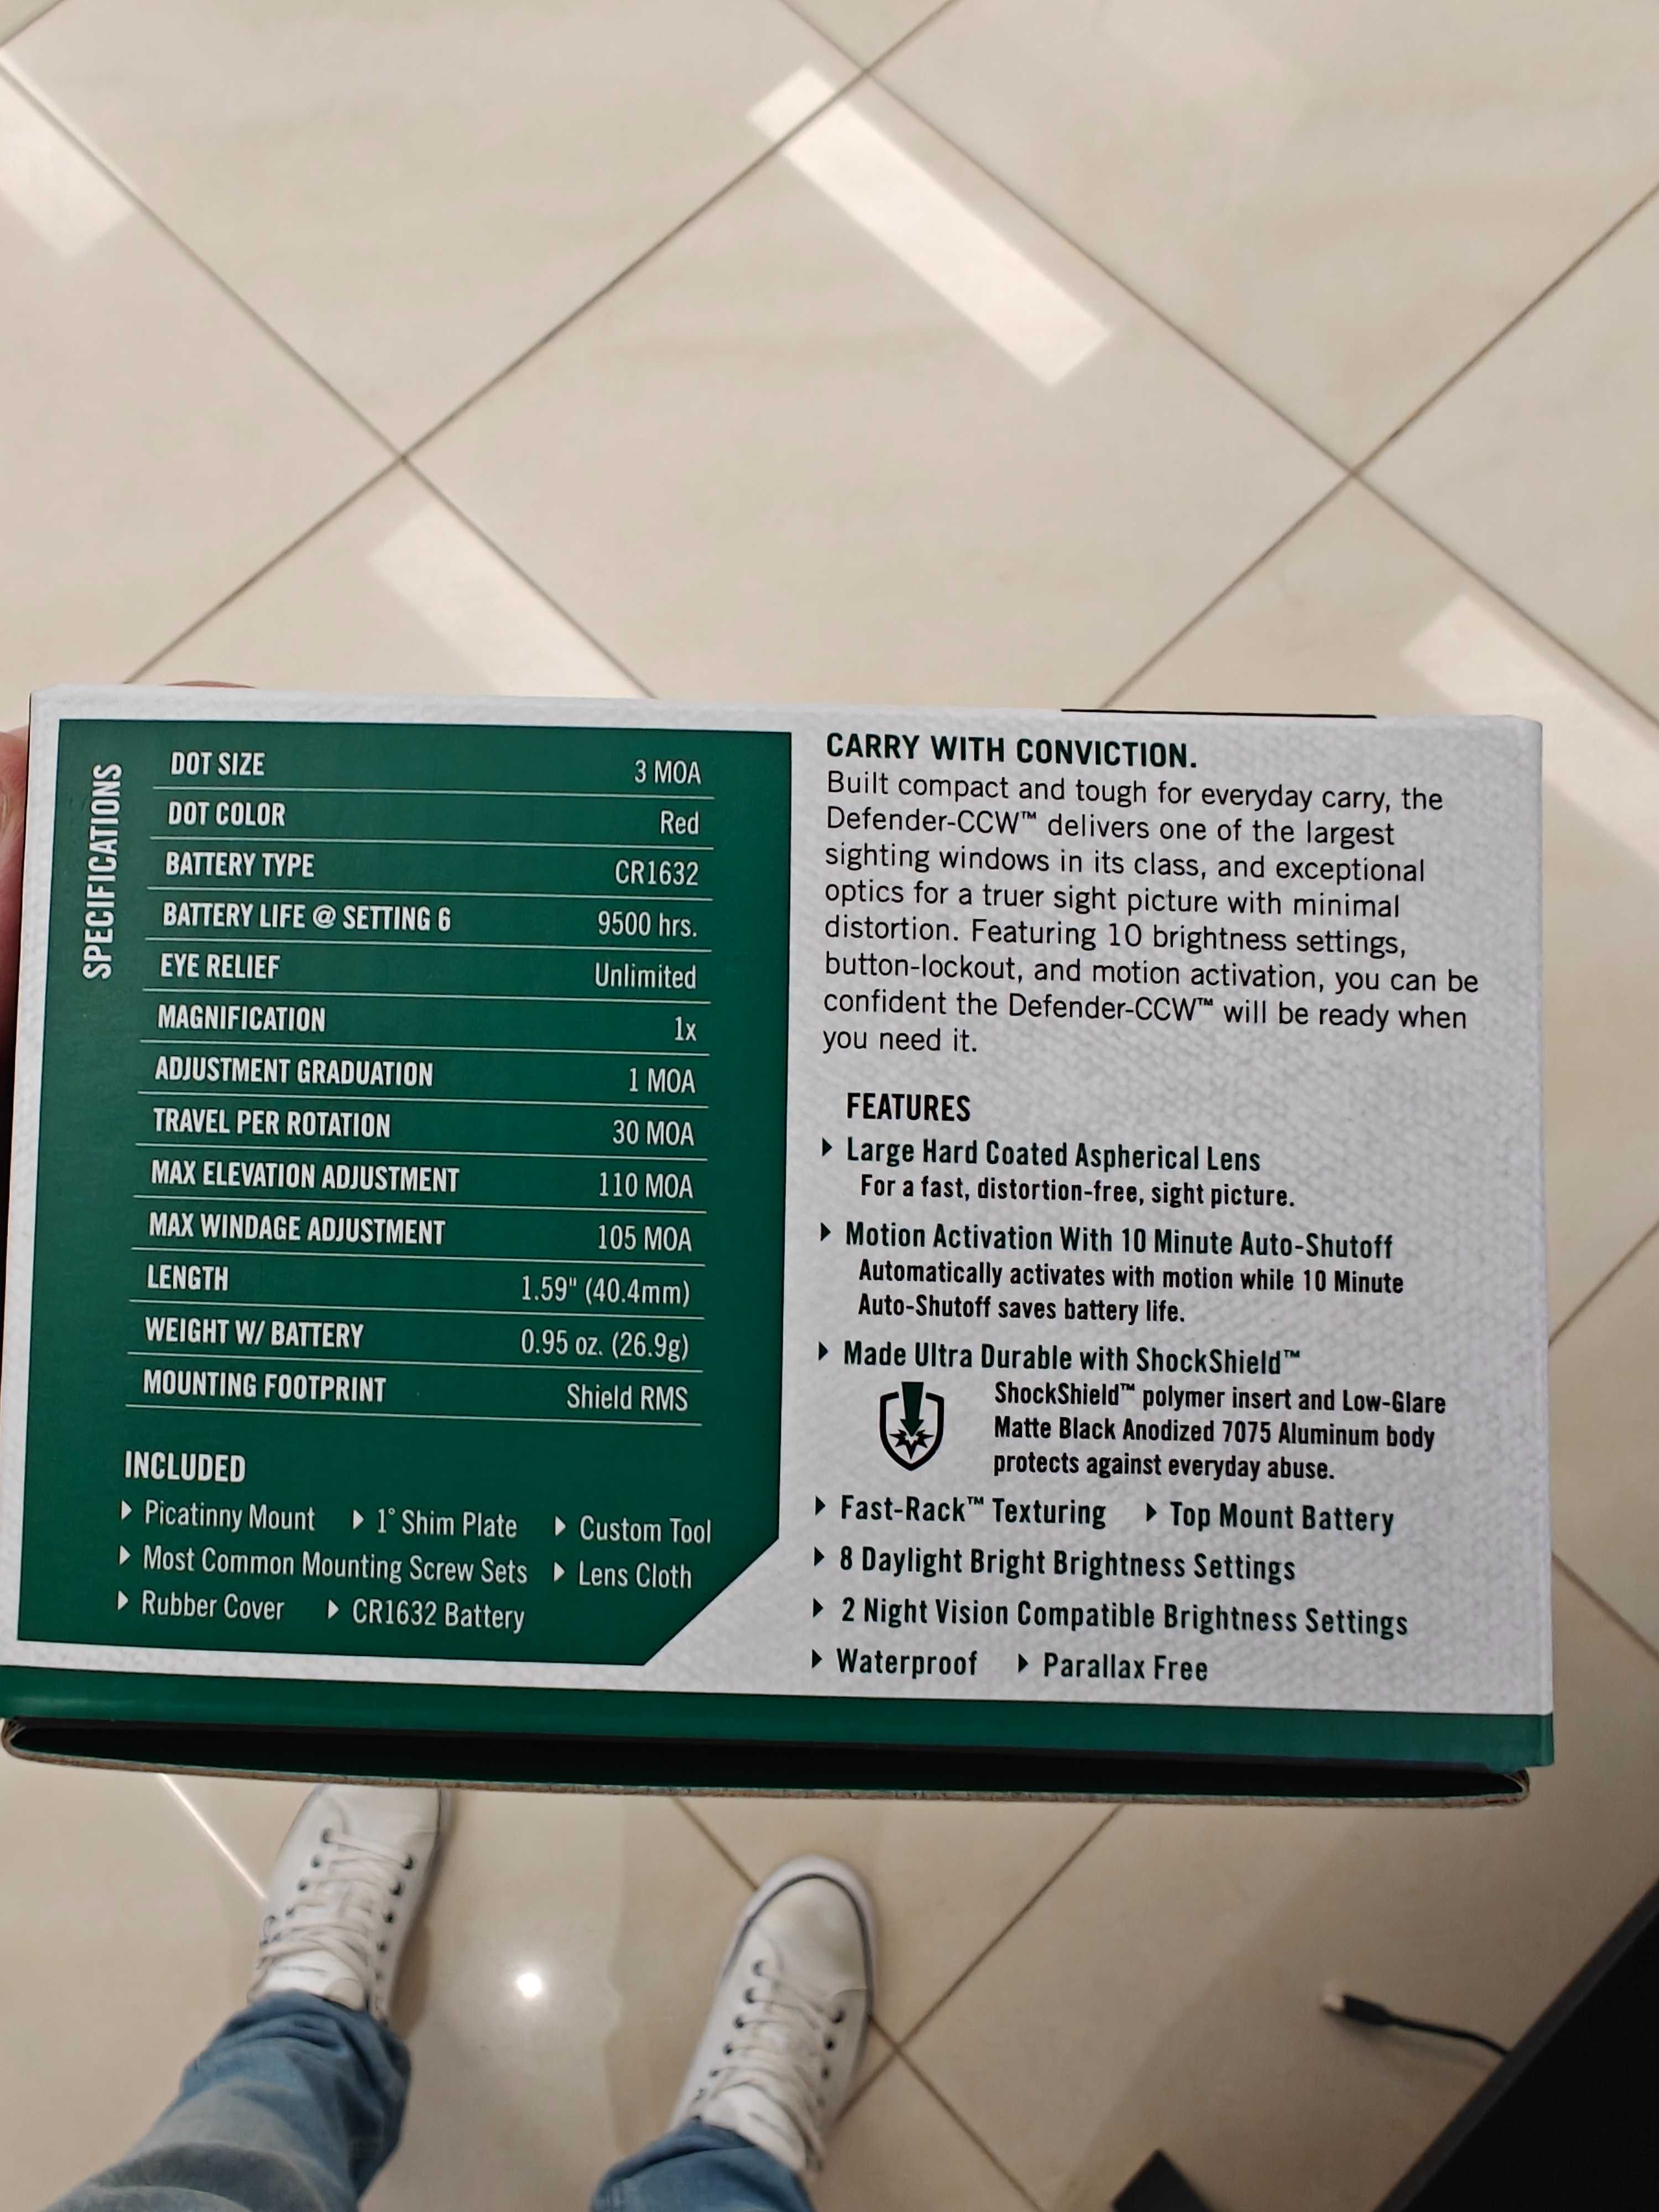 SPECIFICATIONS
DOT SIZE 3 MOA
DOT COLOR Red
BATTERY TYPE CR1632
BATTERY LIFE @ SETTING 6 9500 hrs.
EYE RELIEF Unlimited
MAGNIFICATION 1x
ADJUSTMENT GRADUATION 1 MOA
TRAVEL PER ROTATION 30 MOA
MAX ELEVATION ADJUSTMENT 110 MOA
MAX WINDAGE ADJUSTMENT 105 MOA
LENGTH 1.59" (40.4mm)
WEIGHT W/ BATTERY 0.95 oz. (26.9g)
MOUNTING FOOTPRINT Shield RMS
INCLUDED
Picatinny Mount 1° Shim Plate Custom Tool
Most Common Mounting Screw Sets Lens Cloth
Rubber Cover CR1632 Battery
CARRY WITH CONVICTION.
Built compact and tough for everyday carry, the
Defender-CCW™ delivers one of the largest
sighting windows in its class, and exceptional
optics for a truer sight picture with minimal
distortion. Featuring 10 brightness settings,
button-lockout, and motion activation, you can be
confident the Defender-CCW™ will be ready when
you need it.
FEATURES
Large Hard Coated Aspherical Lens
For a fast, distortion-free, sight picture.
Motion Activation With 10 Minute Auto-Shutoff
Automatically activates with motion while 10 Minute
Auto-Shutoff saves battery life.
Made Ultra Durable with ShockShield™
ShockShield™ polymer insert and Low-Glare
Matte Black Anodized 7075 Aluminum body
protects against everyday abuse.
Fast-Rack™ Texturing Top Mount Battery
8 Daylight Bright Brightness Settings
2 Night Vision Compatible Brightness Settings
Waterproof Parallax Free